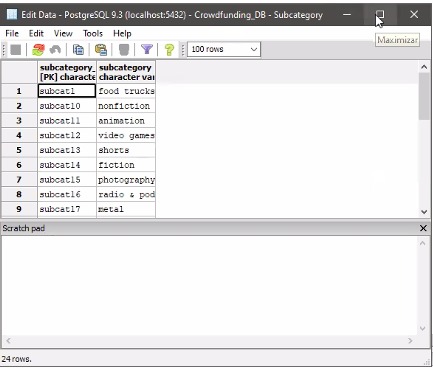 Edit Data - PostgreSQL 9.3 (localhost:5432) - Crowdfunding_DB - Subcategory
Maximizar
File Edit View Tools Help
100 rows
subcategory_ subcategory
[PK] characte character var
1 subcat1 food trucks
2 subcat10 nonfiction
3 subcat11 animation
4 subcat12 video games
5 subcat13 shorts
6 subcat14 fiction
7 subcat15 photography
8 subcat16 radio & pod
9 subcat17 metal
Scratch pad
24 rows.